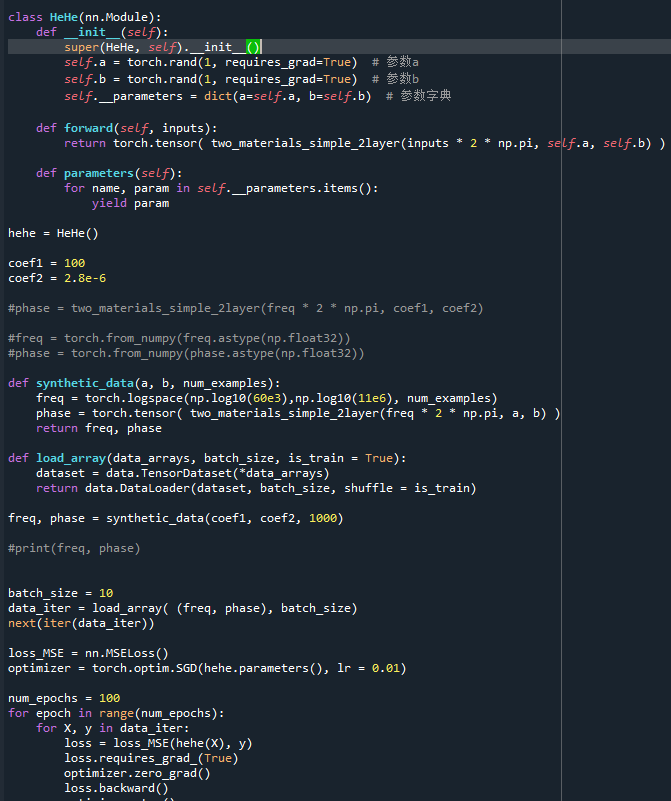 class HeHe(nn.Module):
    def __init__(self):
        super(HeHe, self).__init__()
        self.a = torch.rand(1, requires_grad=True)  # 参数a
        self.b = torch.rand(1, requires_grad=True)  # 参数b
        self.__parameters = dict(a=self.a, b=self.b)  # 参数字典
    def forward(self, inputs):
        return torch.tensor( two_materials_simple_2layer(inputs * 2 * np.pi, self.a, self.b) )
    def parameters(self):
        for name, param in self.__parameters.items():
            yield param
hehe = HeHe()
coef1 = 100
coef2 = 2.8e-6
#phase = two_materials_simple_2layer(freq * 2 * np.pi, coef1, coef2)
#freq = torch.from_numpy(freq.astype(np.float32))
#phase = torch.from_numpy(phase.astype(np.float32))
def synthetic_data(a, b, num_examples):
    freq = torch.logspace(np.log10(60e3),np.log10(11e6), num_examples)
    phase = torch.tensor( two_materials_simple_2layer(freq * 2 * np.pi, a, b) )
    return freq, phase
def load_array(data_arrays, batch_size, is_train = True):
    dataset = data.TensorDataset(*data_arrays)
    return data.DataLoader(dataset, batch_size, shuffle = is_train)
freq, phase = synthetic_data(coef1, coef2, 1000)
#print(freq, phase)
batch_size = 10
data_iter = load_array( (freq, phase), batch_size)
next(iter(data_iter))
loss_MSE = nn.MSELoss()
optimizer = torch.optim.SGD(hehe.parameters(), lr = 0.01)
num_epochs = 100
for epoch in range(num_epochs):
    for X, y in data_iter:
        loss = loss_MSE(hehe(X), y)
        loss.requires_grad_(True)
        optimizer.zero_grad()
        loss.backward()